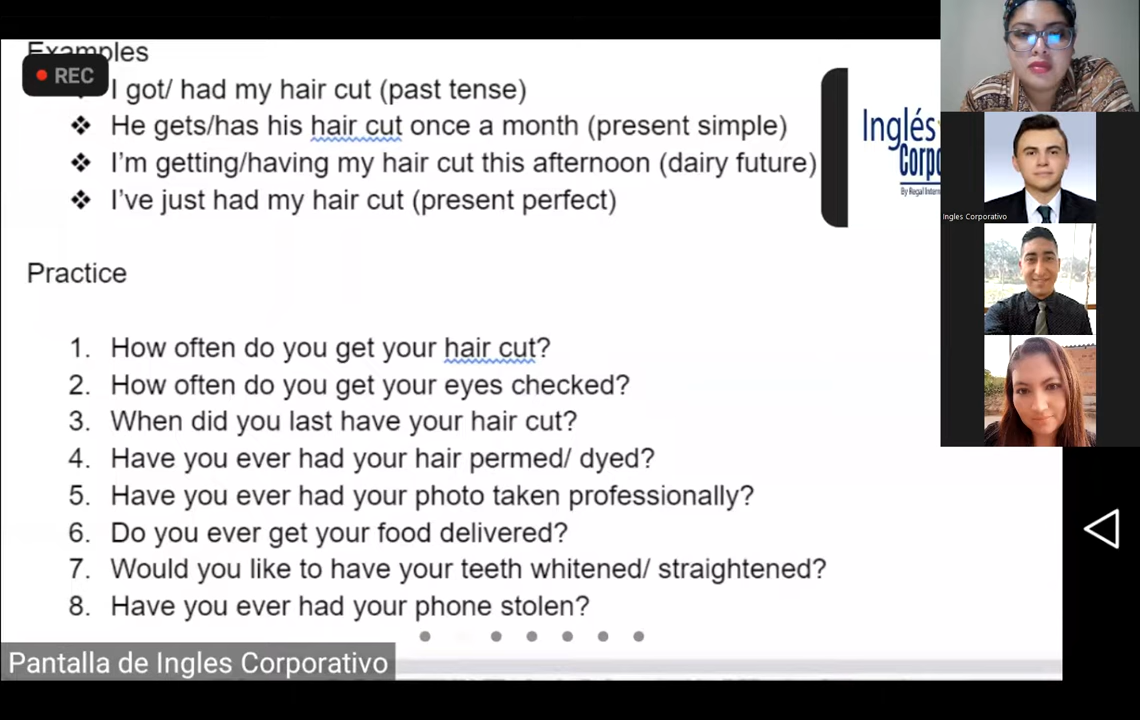 Examples
REC
I got/ had my hair cut (past tense)
❖ He gets/has his hair cut once a month (present simple)
❖ I'm getting/having my hair cut this afternoon (dairy future)
❖ I've just had my hair cut (present perfect)
Inglés
Corpo
By Regal Intern
Ingles Corporativo
Practice
1. How often do you get your hair cut?
2. How often do you get your eyes checked?
3. When did you last have your hair cut?
4. Have you ever had your hair permed/ dyed?
5. Have you ever had your photo taken professionally?
6. Do you ever get your food delivered?
7. Would you like to have your teeth whitened/ straightened?
8. Have you ever had your phone stolen?
Pantalla de Ingles Corporativo